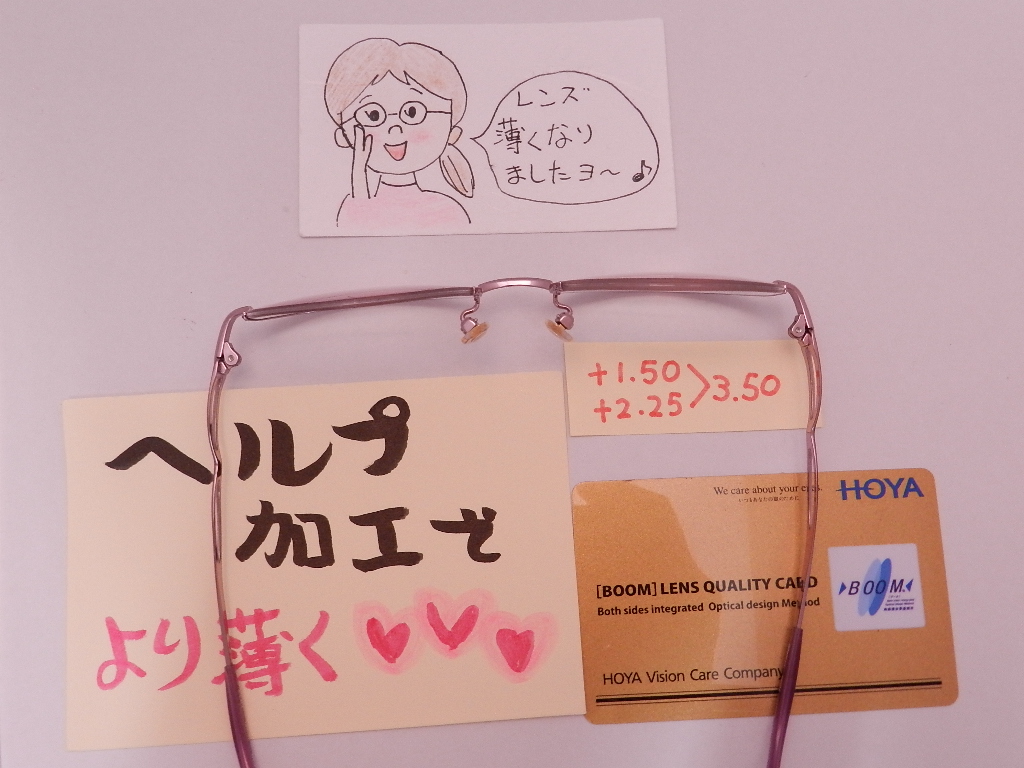 レンズ
薄くなり
ましたヨ〜♪
+1.50
+2.25
3.50
ヘルプ
加工で
より薄く
We care about your eyes.
HOYA
BOOM
[BOOM] LENS QUALITY CARD
Both sides integrated Optical design Method
HOYA Vision Care Company